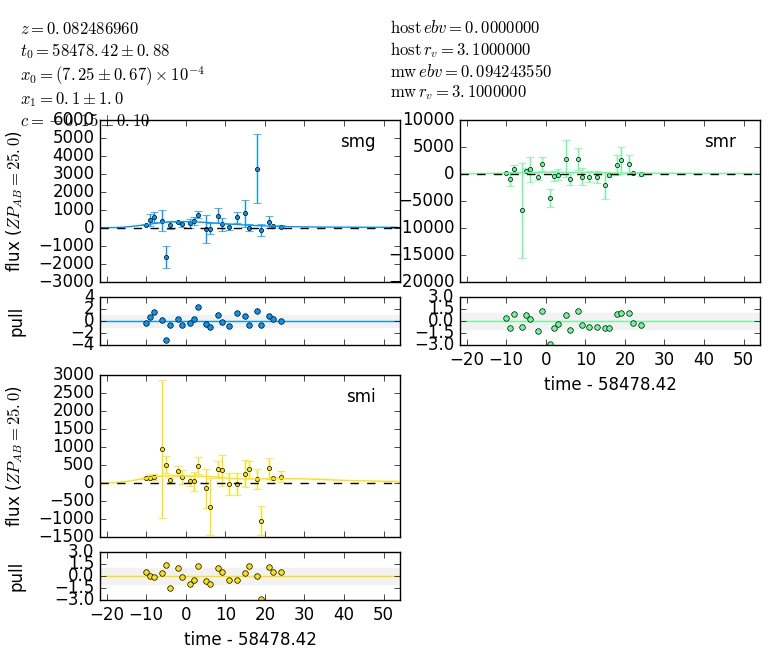 z = 0.082486960
t₀ = 58478.42 ± 0.88
x₀ = (7.25 ± 0.67) × 10⁻⁴
x₁ = 0.1 ± 1.0
c = −0.15 ± 0.10
host ebv = 0.0000000
host r_v = 3.1000000
mw ebv = 0.094243550
mw r_v = 3.1000000
smg
flux (ZP_AB = 25.0)
6000
5000
4000
3000
2000
1000
0
−1000
−2000
−3000
pull
4
2
0
−2
−4
smr
10000
5000
0
−5000
−10000
−15000
−20000
3.0
1.5
0.0
−1.5
−3.0
−20 −10 0 10 20 30 40 50
time - 58478.42
smi
flux (ZP_AB = 25.0)
3000
2500
2000
1500
1000
500
0
−500
−1000
−1500
pull
3.0
1.5
0.0
−1.5
−3.0
−20 −10 0 10 20 30 40 50
time - 58478.42